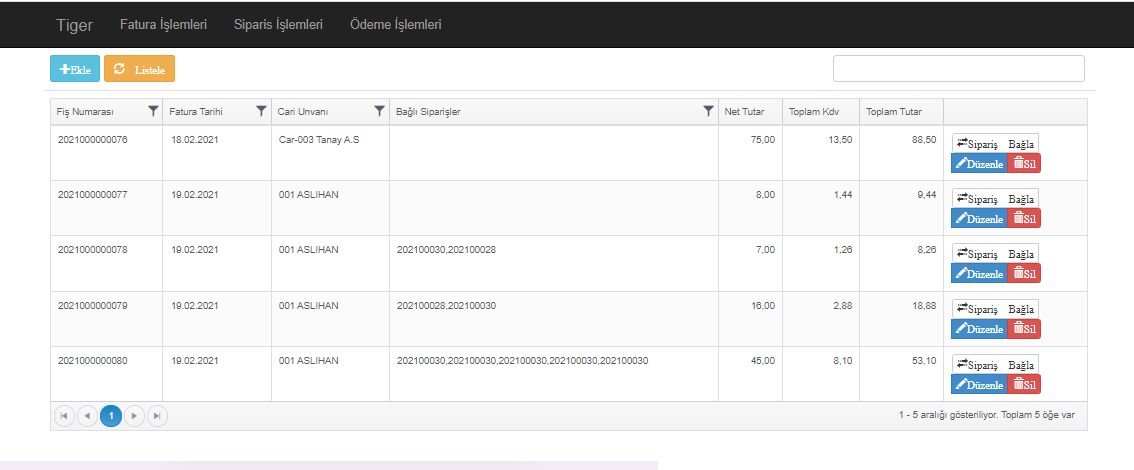 Tiger Fatura İşlemleri Siparis İşlemleri Ödeme İşlemleri
Ekle Listele
Fiş Numarası Fatura Tarihi Cari Unvanı Bağlı Siparişler Net Tutar Toplam Kdv Toplam Tutar
2021000000076 18.02.2021 Car-003 Tanay A.S 75,00 13,50 88,50 Sipariş Bağla
Düzenle Sil
2021000000077 19.02.2021 001 ASLIHAN 8,00 1,44 9,44 Sipariş Bağla
Düzenle Sil
2021000000078 19.02.2021 001 ASLIHAN 202100030,202100028 7,00 1,26 8,26 Sipariş Bağla
Düzenle Sil
2021000000079 19.02.2021 001 ASLIHAN 202100028,202100030 16,00 2,88 18,88 Sipariş Bağla
Düzenle Sil
2021000000080 19.02.2021 001 ASLIHAN 202100030,202100030,202100030,202100030,202100030 45,00 8,10 53,10 Sipariş Bağla
Düzenle Sil
1 1 - 5 aralığı gösteriliyor. Toplam 5 öğe var